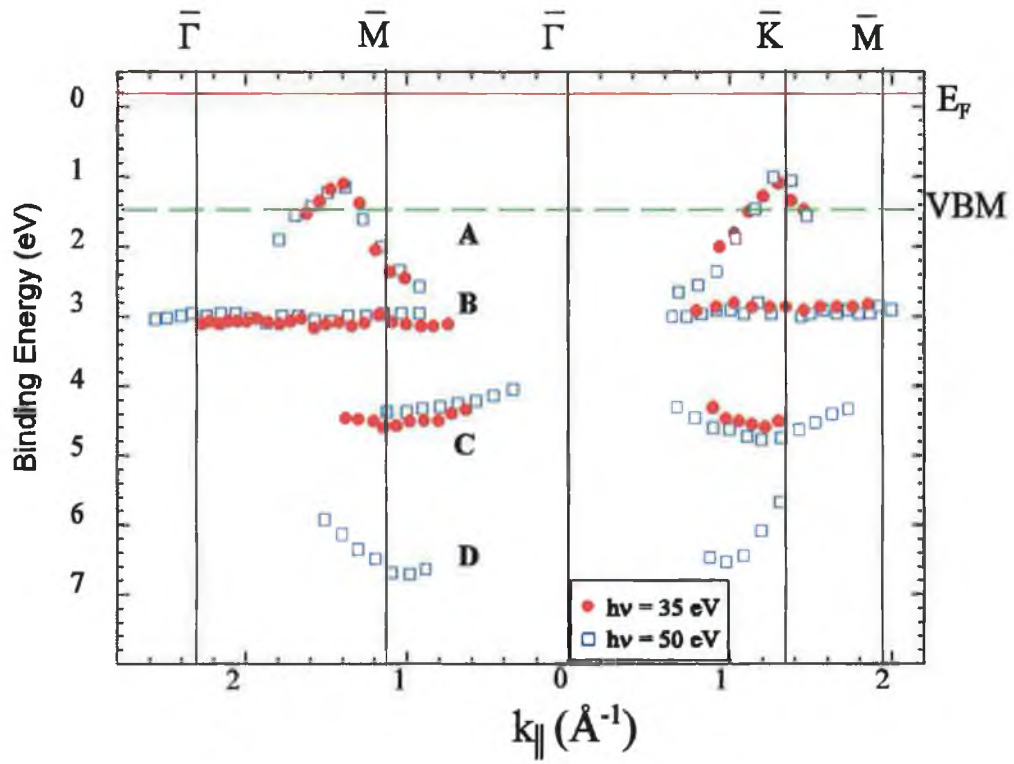 Γ̅ M̅ Γ̅ K̅ M̅
0
E_F
1
VBM
A
2
B
3
4
C
5
6
D
7
Binding Energy (eV)
hν = 35 eV
hν = 50 eV
2 1 0 1 2
k_∥ (Å⁻¹)